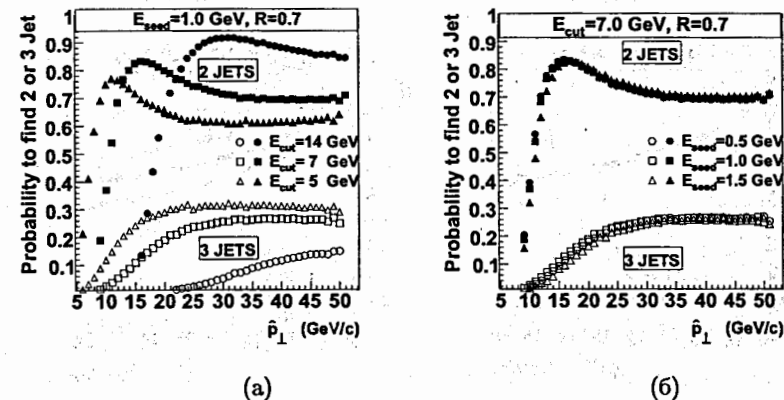 E_seed=1.0 GeV, R=0.7
Probability to find 2 or 3 Jet
0.9
0.8
0.7
0.6
0.5
0.4
0.3
0.2
0.1
2 JETS
E_cut=14 GeV
E_cut= 7 GeV
E_cut= 5 GeV
3 JETS
5 10 15 20 25 30 35 40 45 50
p̂⊥ (GeV/c)
(а)
E_cut=7.0 GeV, R=0.7
Probability to find 2 or 3 Jet
1
0.9
0.8
0.7
0.6
0.5
0.4
0.3
0.2
0.1
2 JETS
E_seed=0.5 GeV
E_seed=1.0 GeV
E_seed=1.5 GeV
3 JETS
5 10 15 20 25 30 35 40 45 50
p̂⊥ (GeV/c)
(б)